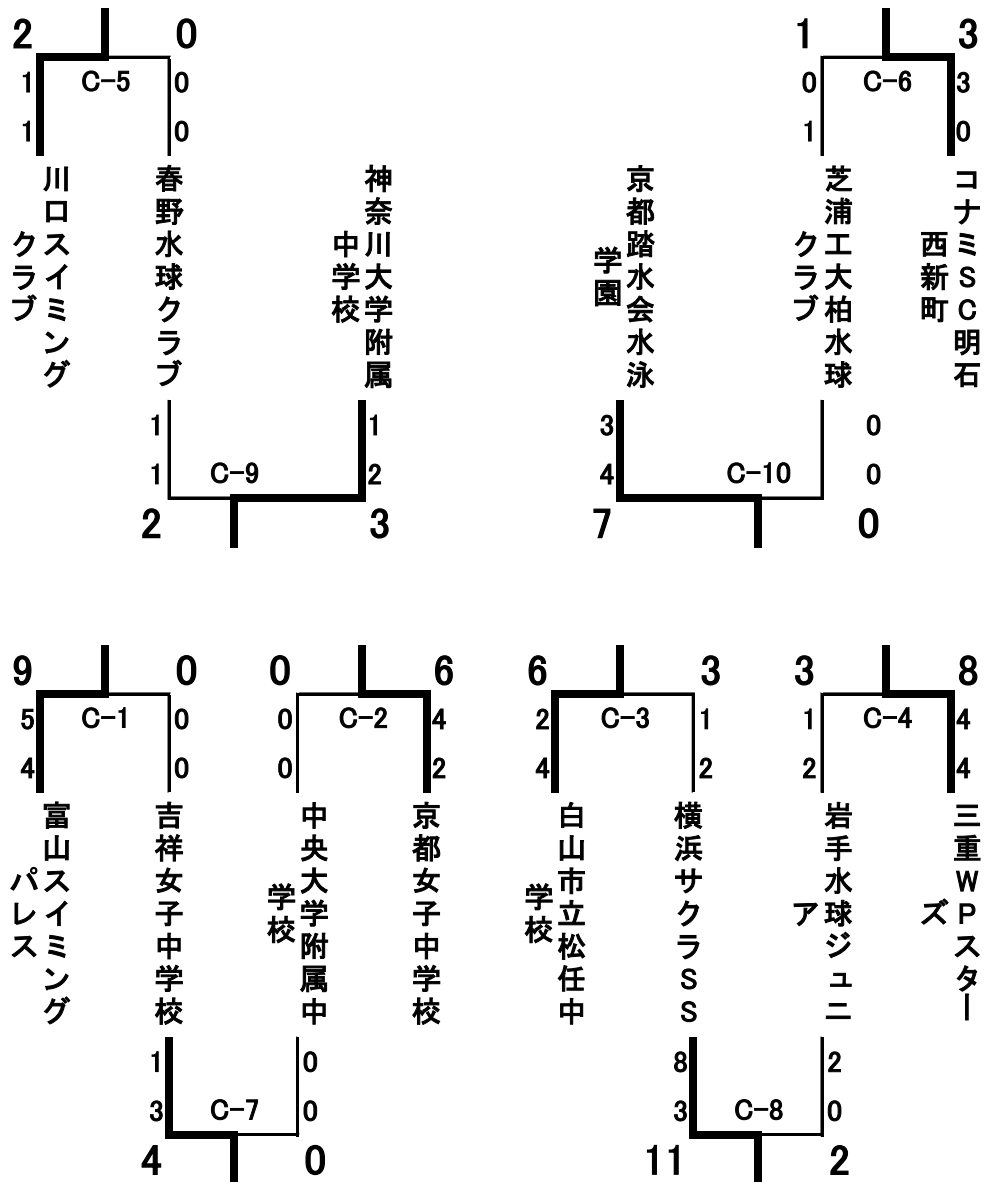 2 0 1 3
1 C-5 0 0 C-6 3
1 0 1 0
川口スイミングクラブ
春野水球クラブ
神奈川大学附属中学校
京都踏水会水泳学園
芝浦工大柏水球クラブ
コナミSC明石西新町
1 1 3 0
1 C-9 2 4 C-10 0
2 3 7 0
9 0 0 6 6 3 3 8
5 C-1 0 0 C-2 4 2 C-3 1 1 C-4 4
4 0 0 2 4 2 2 4
富山スイミングパレス
吉祥女子中学校
中央大学附属中学校
京都女子中学校
白山市立松任中学校
横浜サクラSS
岩手水球ジュニア
三重WPスターズ
1 0 8 2
3 C-7 0 3 C-8 0
4 0 11 2